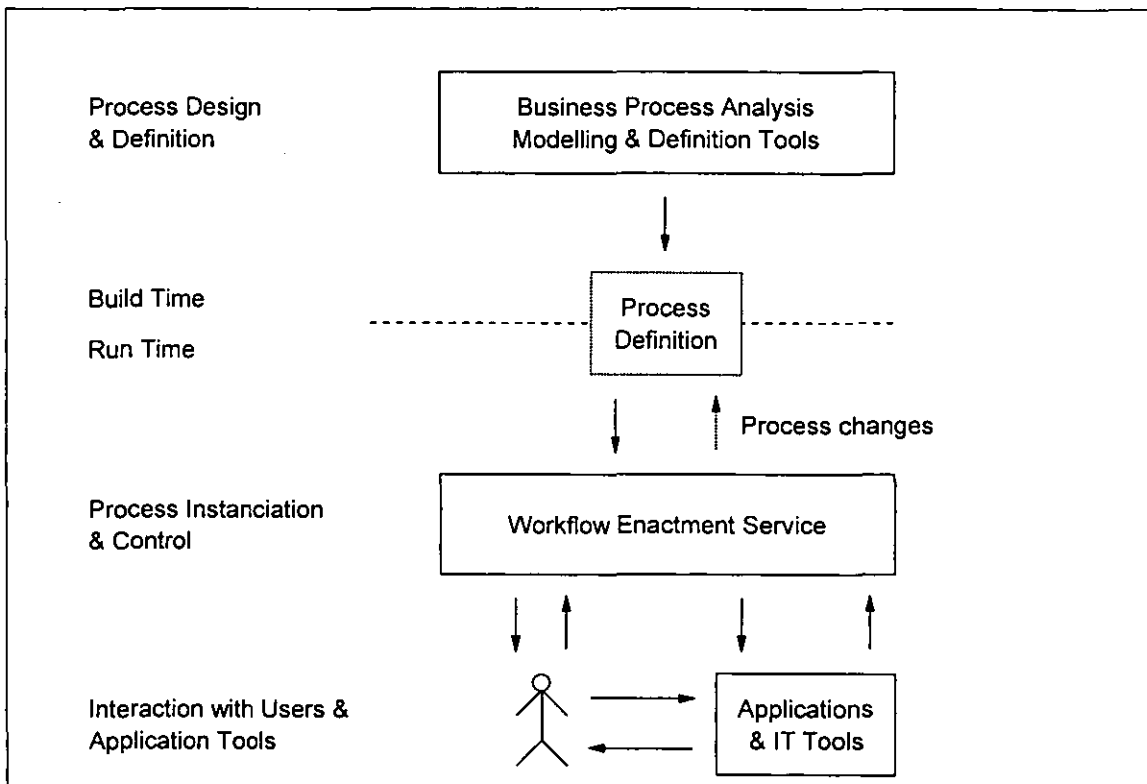 Process Design
& Definition
Business Process Analysis
Modelling & Definition Tools
Build Time
Run Time
Process
Definition
Process changes
Process Instanciation
& Control
Workflow Enactment Service
Interaction with Users &
Application Tools
Applications
& IT Tools